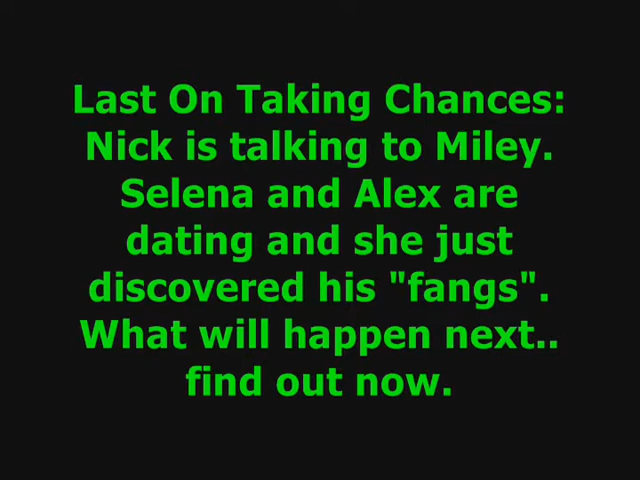 Last On Taking Chances:
Nick is talking to Miley.
Selena and Alex are
dating and she just
discovered his "fangs".
What will happen next..
find out now.